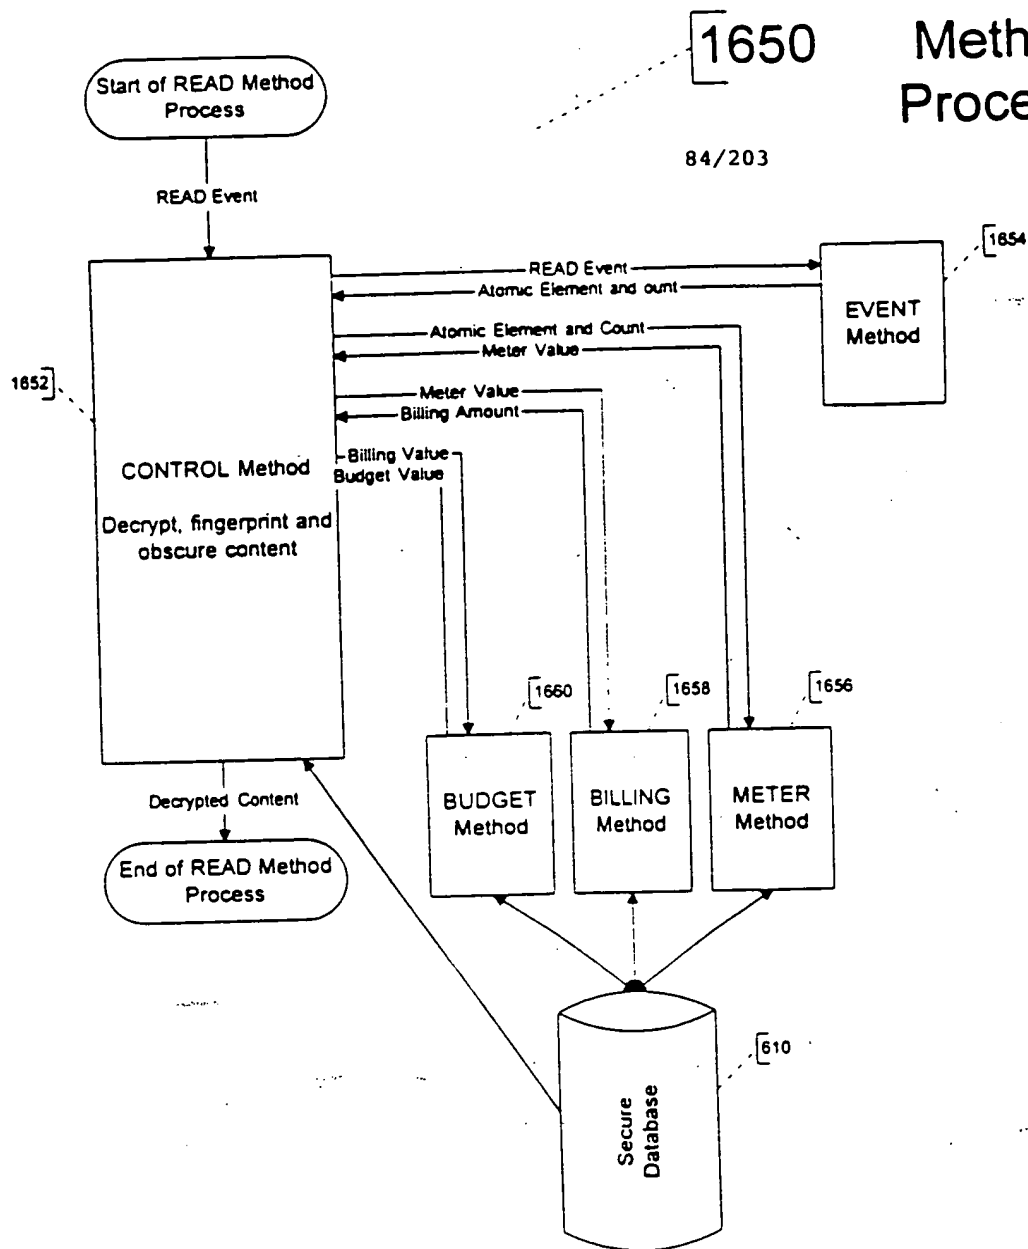 1650 Meth
Proce
84/203
Start of READ Method
Process
READ Event
1654
READ Event
Atomic Element and ount
EVENT
Method
Atomic Element and Count
Meter Value
1652
Meter Value
Billing Amount
Billing Value
Budget Value
CONTROL Method
Decrypt, fingerprint and
obscure content
1660
1658
1656
BUDGET
Method
BILLING
Method
METER
Method
Decrypted Content
End of READ Method
Process
610
Secure
Database